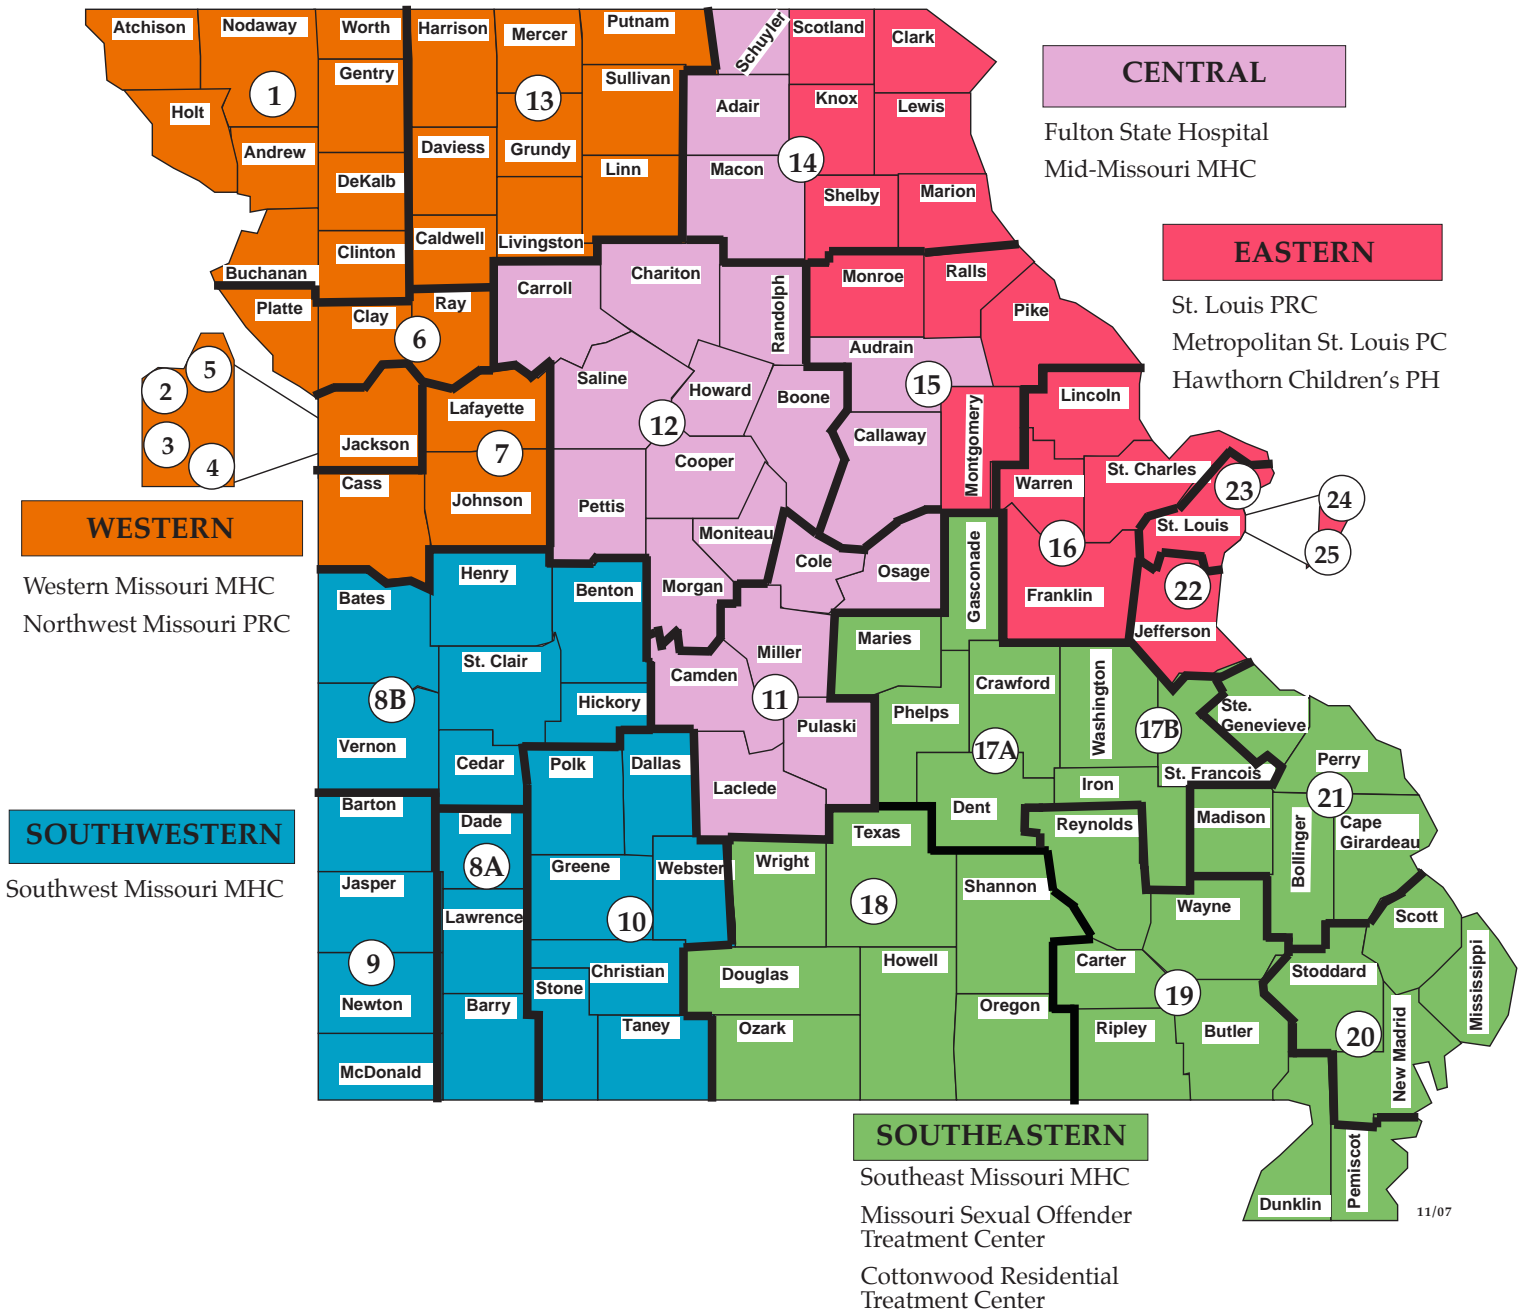 Atchison
Nodaway
Worth
Harrison
Mercer
Putnam
Schuyler
Scotland
Clark
Gentry
Sullivan
Adair
Knox
Lewis
Holt
1
13
Andrew
Daviess
Grundy
Linn
Macon
14
DeKalb
Shelby
Marion
Clinton
Caldwell
Livingston
Buchanan
Platte
Clay
Ray
6
Carroll
Chariton
Randolph
Monroe
Ralls
Pike
CENTRAL
Fulton State Hospital
Mid-Missouri MHC
EASTERN
St. Louis PRC
Metropolitan St. Louis PC
Hawthorn Children’s PH
5
2
3
4
Jackson
Lafayette
7
Johnson
Cass
Saline
Howard
Boone
12
Cooper
Pettis
Moniteau
Morgan
Cole
Audrain
15
Callaway
Montgomery
Osage
Gasconade
Lincoln
Warren
St. Charles
St. Louis
16
Franklin
23
24
25
22
Jefferson
WESTERN
Western Missouri MHC
Northwest Missouri PRC
Bates
Henry
Benton
St. Clair
8B
Hickory
Vernon
Cedar
Polk
Dallas
Camden
Miller
11
Pulaski
Laclede
Maries
Phelps
Crawford
17A
Dent
Washington
17B
Iron
St. Francois
Ste.
Genevieve
Perry
21
Madison
Bollinger
Cape
Girardeau
SOUTHWESTERN
Southwest Missouri MHC
Barton
Dade
8A
Jasper
Lawrence
9
Newton
Barry
McDonald
Greene
Webster
10
Christian
Stone
Taney
Wright
Texas
18
Shannon
Reynolds
Wayne
Douglas
Howell
Ozark
Oregon
Carter
19
Ripley
Butler
Stoddard
Scott
Mississippi
20
New Madrid
Pemiscot
Dunklin
11/07
SOUTHEASTERN
Southeast Missouri MHC
Missouri Sexual Offender
Treatment Center
Cottonwood Residential
Treatment Center